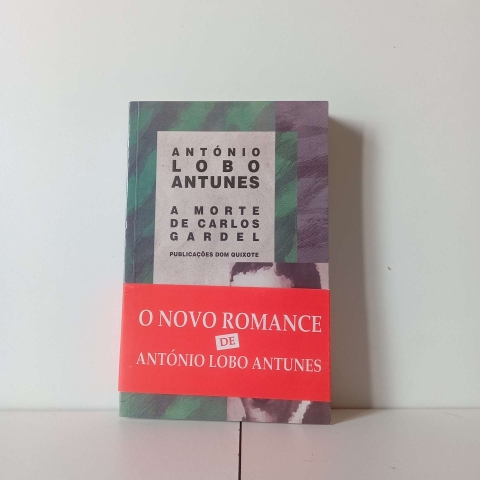 ANTÓNIO
LOBO
ANTUNES
A MORTE
DE CARLOS
GARDEL
PUBLICAÇÕES DOM QUIXOTE
O NOVO ROMANCE
DE
ANTÓNIO LOBO ANTUNES